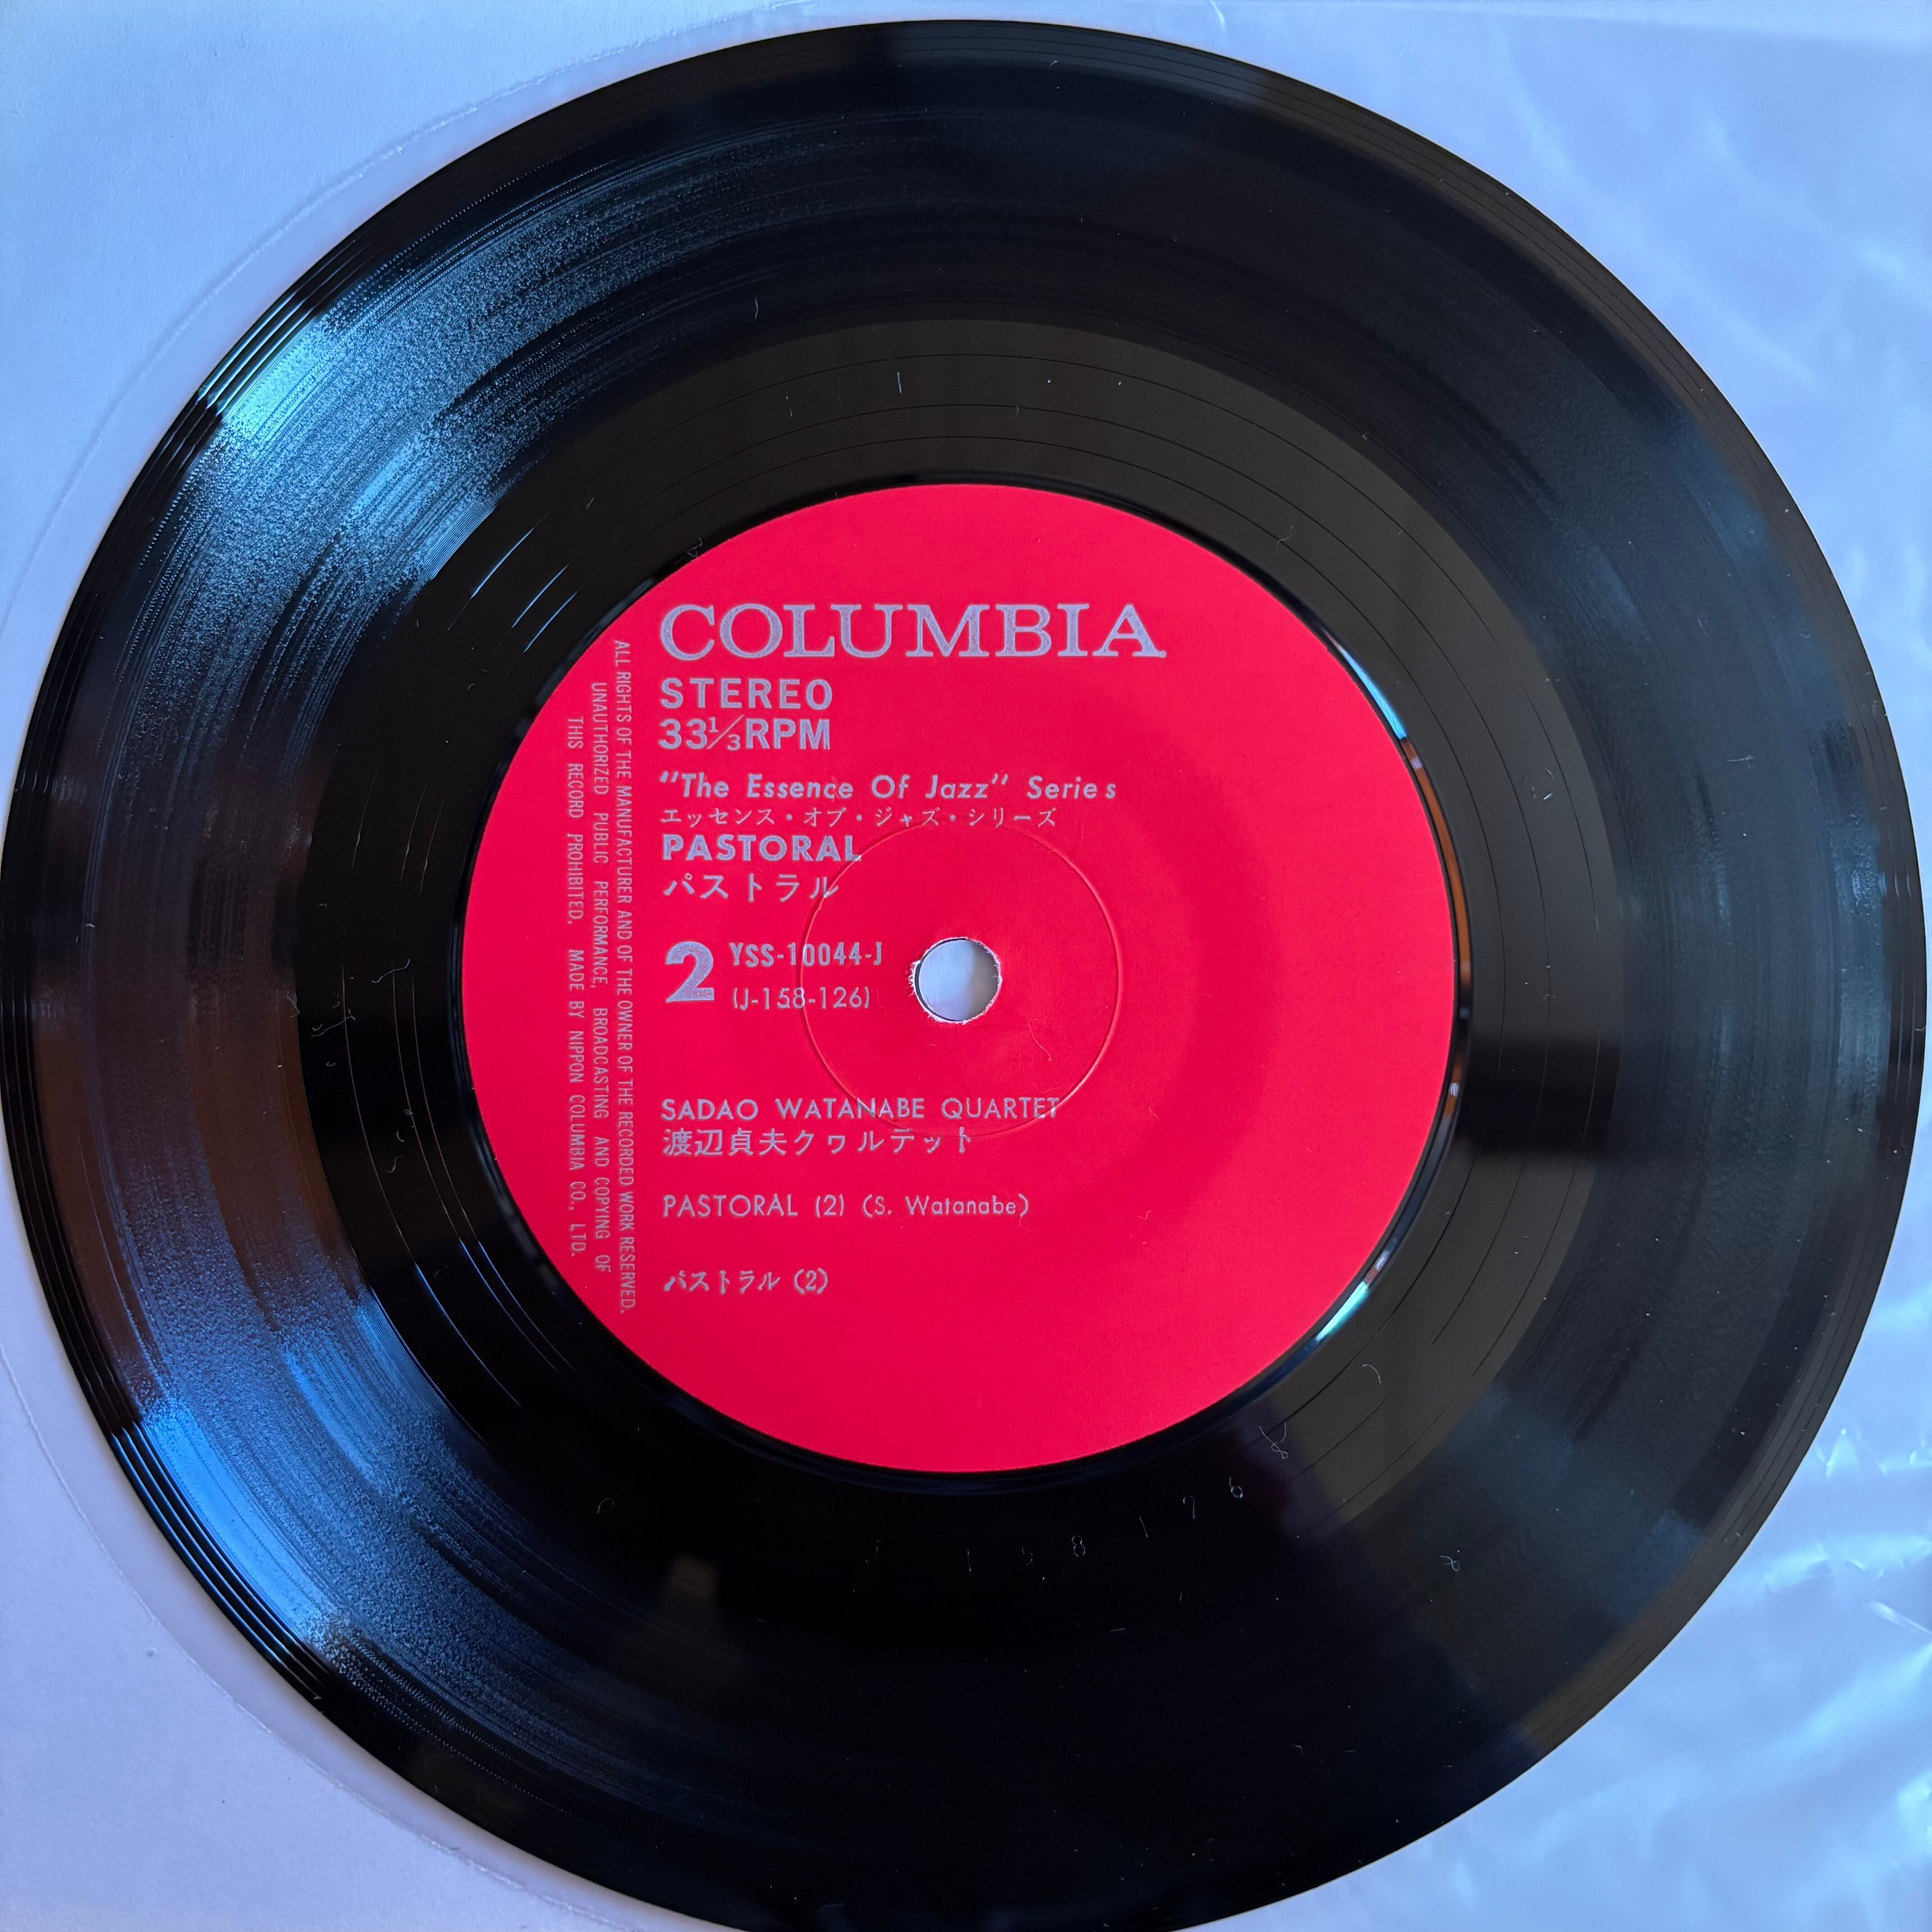 COLUMBIA
STEREO
33⅓RPM
"The Essence Of Jazz" Series
エッセンス・オブ・ジャズ・シリーズ
PASTORAL
パストラル
2 YSS-10044-J
(J-158-126)
SADAO WATANABE QUARTET
渡辺貞夫クヮルテット
PASTORAL (2) (S. Watanabe)
パストラル (2)
ALL RIGHTS OF THE MANUFACTURER AND OF THE OWNER OF THE RECORDED WORK RESERVED.
UNAUTHORIZED PUBLIC PERFORMANCE, BROADCASTING AND COPYING OF
THIS RECORD PROHIBITED. MADE BY NIPPON COLUMBIA CO., LTD.